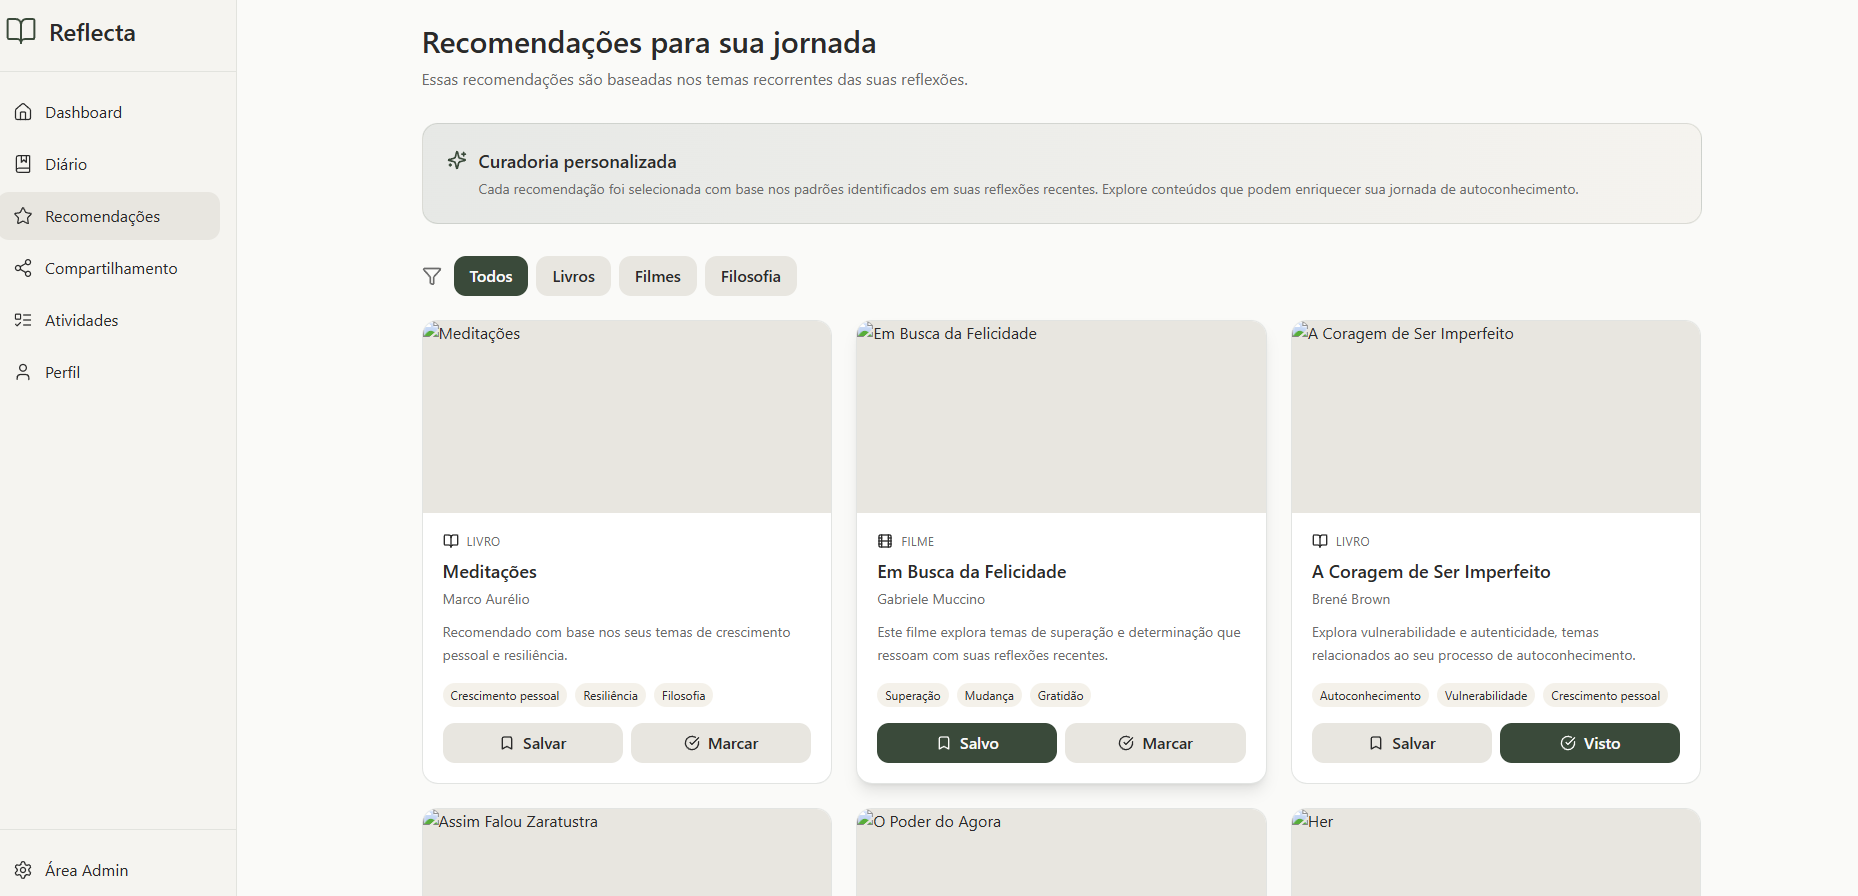 Reflecta
Dashboard
Diário
Recomendações
Compartilhamento
Atividades
Perfil
Área Admin
Recomendações para sua jornada
Essas recomendações são baseadas nos temas recorrentes das suas reflexões.
Curadoria personalizada
Cada recomendação foi selecionada com base nos padrões identificados em suas reflexões recentes. Explore conteúdos que podem enriquecer sua jornada de autoconhecimento.
Todos
Livros
Filmes
Filosofia
Meditações
LIVRO
Meditações
Marco Aurélio
Recomendado com base nos seus temas de crescimento
pessoal e resiliência.
Crescimento pessoal
Resiliência
Filosofia
Salvar
Marcar
Em Busca da Felicidade
FILME
Em Busca da Felicidade
Gabriele Muccino
Este filme explora temas de superação e determinação que
ressoam com suas reflexões recentes.
Superação
Mudança
Gratidão
Salvo
Marcar
A Coragem de Ser Imperfeito
LIVRO
A Coragem de Ser Imperfeito
Brené Brown
Explora vulnerabilidade e autenticidade, temas
relacionados ao seu processo de autoconhecimento.
Autoconhecimento
Vulnerabilidade
Crescimento pessoal
Salvar
Visto
Assim Falou Zaratustra
O Poder do Agora
Her